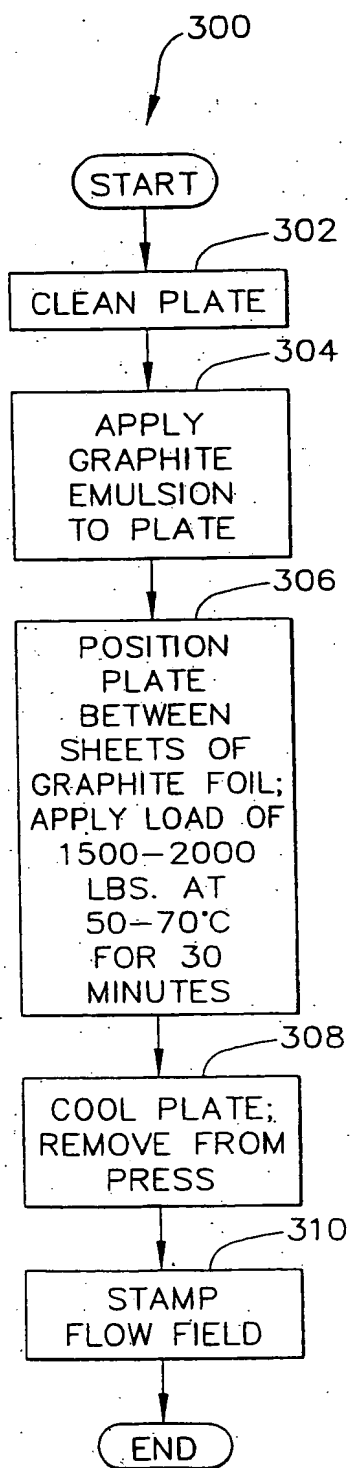 300
START
302
CLEAN PLATE
304
APPLY
GRAPHITE
EMULSION
TO PLATE
306
POSITION
PLATE
BETWEEN
SHEETS OF
GRAPHITE FOIL;
APPLY LOAD OF
1500-2000
LBS. AT
50-70°C
FOR 30
MINUTES
308
COOL PLATE;
REMOVE FROM
PRESS
310
STAMP
FLOW FIELD
END